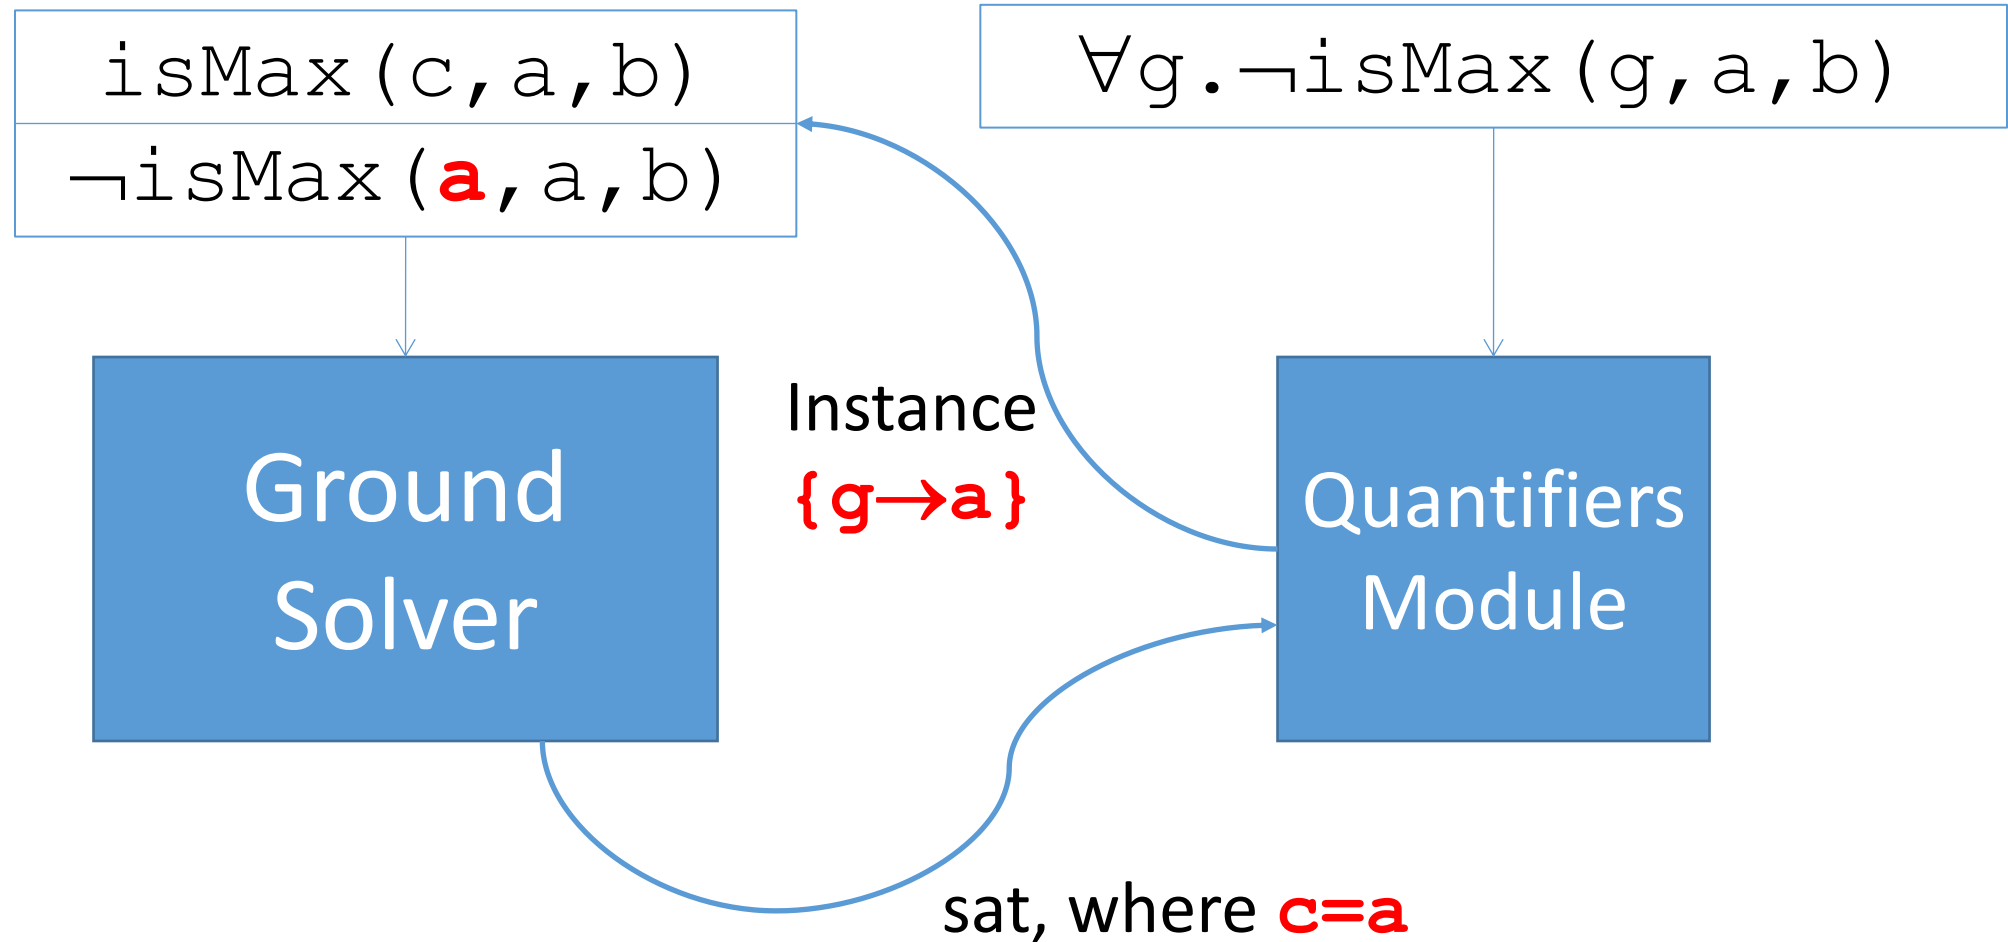 isMax(c,a,b)
¬isMax(a,a,b)
∀g.¬isMax(g,a,b)
Instance
{g→a}
Ground
Solver
Quantifiers
Module
sat, where c=a